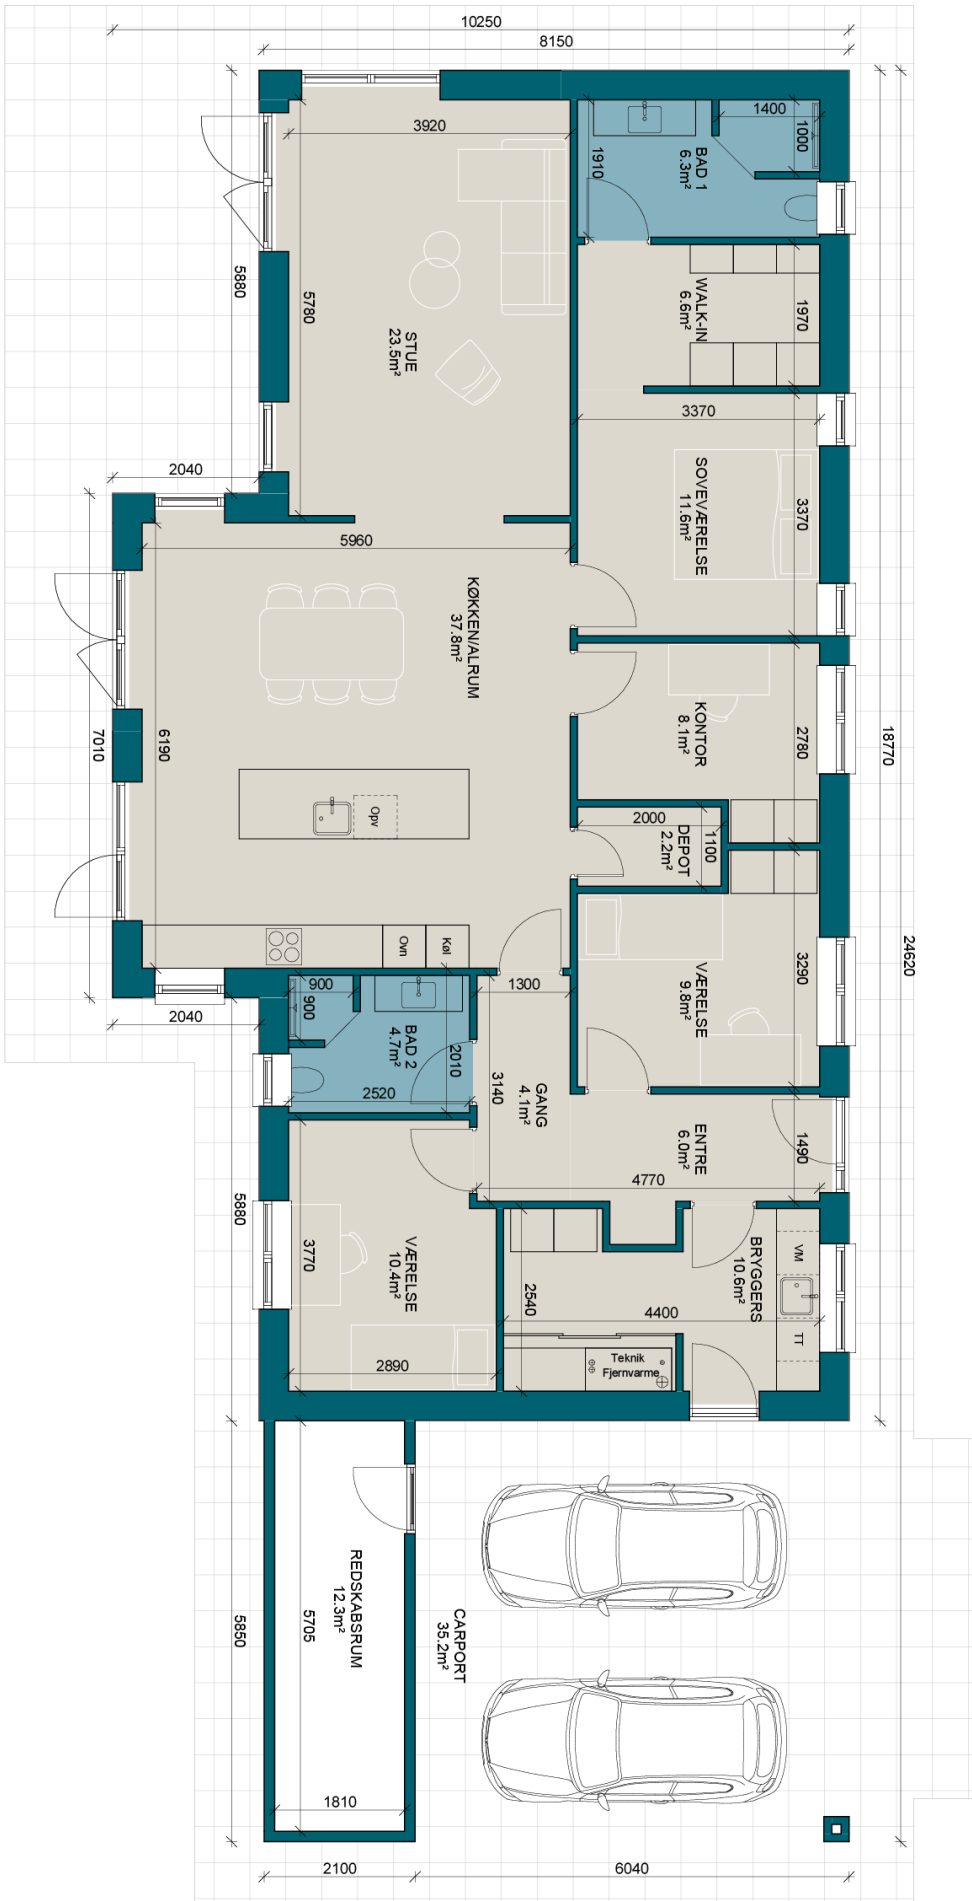 10250
8150
3920
1400
1000
BAD 1
6.3m²
1910
5880
5780
WALK-IN
6.6m²
1970
STUE
23.5m²
3370
2040
SOVEVÆRELSE
11.6m²
3370
5960
KØKKEN/ALRUM
37.8m²
KONTOR
8.1m²
2780
18770
7010
6190
Opv
2000
DEPOT
2.2m²
1100
Ovn
Køl
VÆRELSE
9.8m²
3290
24620
900
900
1300
2040
BAD 2
4.7m²
2010
2520
3140
GANG
4.1m²
ENTRE
6.0m²
1490
4770
5880
3770
VÆRELSE
10.4m²
BRYGGERS
10.6m²
VM
2540
4400
TT
2890
Teknik
Fjernvarme
REDSKABSRUM
12.3m²
5850
5705
CARPORT
35.2m²
1810
2100
6040